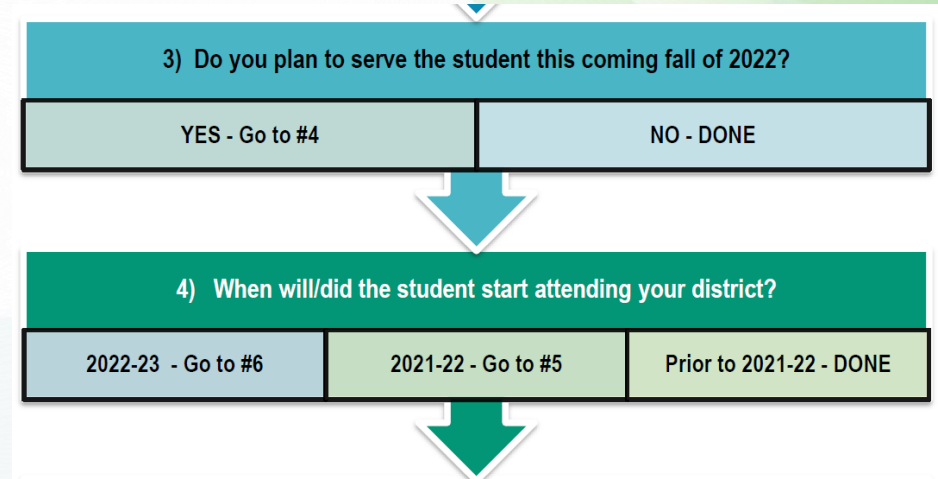 3) Do you plan to serve the student this coming fall of 2022?
YES - Go to #4
NO - DONE
4) When will/did the student start attending your district?
2022-23 - Go to #6
2021-22 - Go to #5
Prior to 2021-22 - DONE